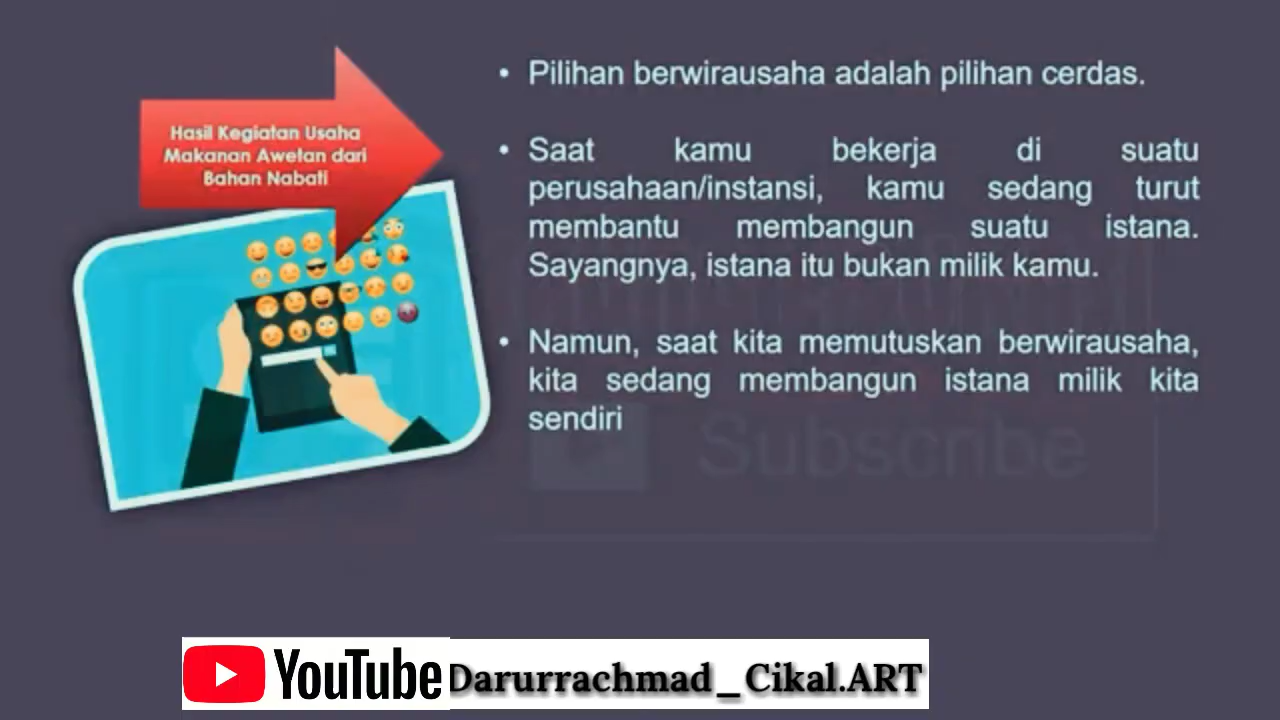 Hasil Kegiatan Usaha
Makanan Awetan dari
Bahan Nabati
• Pilihan berwirausaha adalah pilihan cerdas.
• Saat kamu bekerja di suatu
perusahaan/instansi, kamu sedang turut
membantu membangun suatu istana.
Sayangnya, istana itu bukan milik kamu.
• Namun, saat kita memutuskan berwirausaha,
kita sedang membangun istana milik kita
sendiri
Subscribe
YouTube Darurrachmad_Cikal.ART